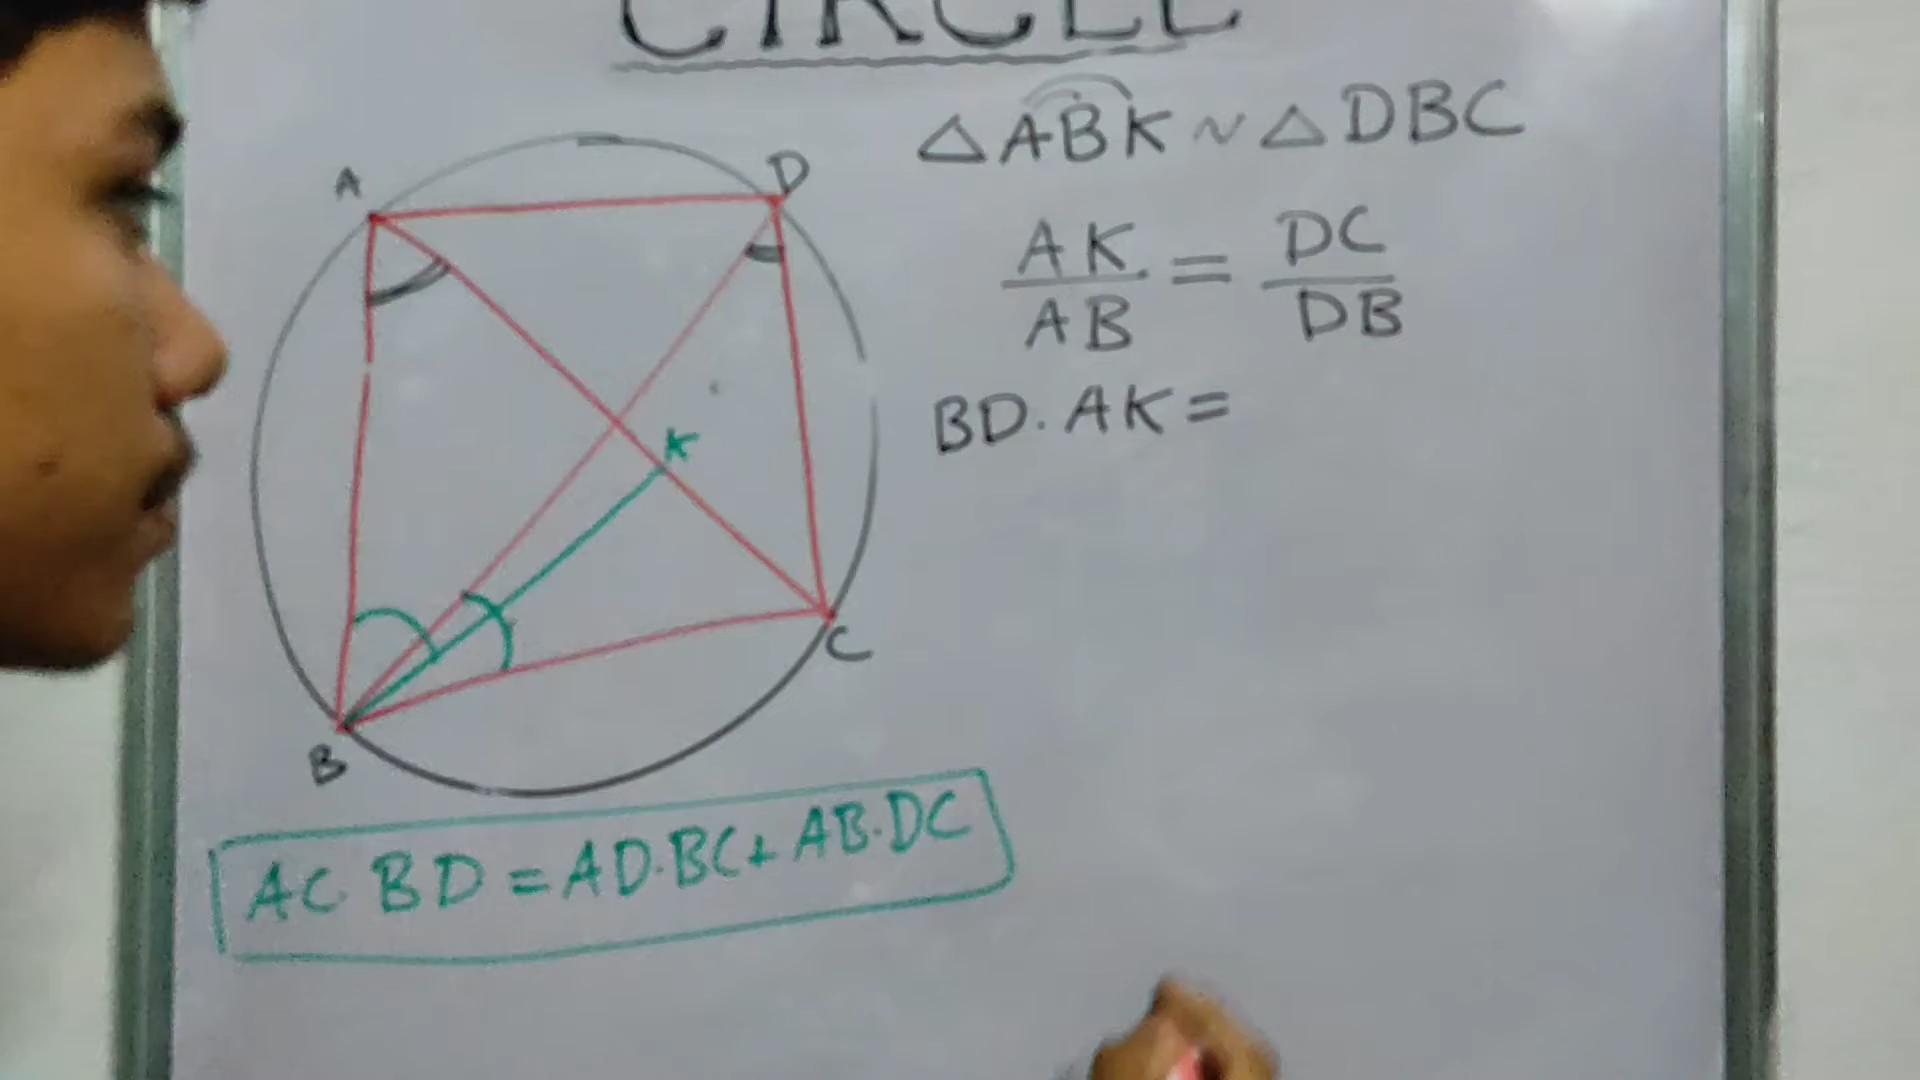 CIRCLE
△ABK ~ △DBC
AK/AB = DC/DB
BD. AK =
A
D
K
C
B
AC BD = AD.BC + AB.DC